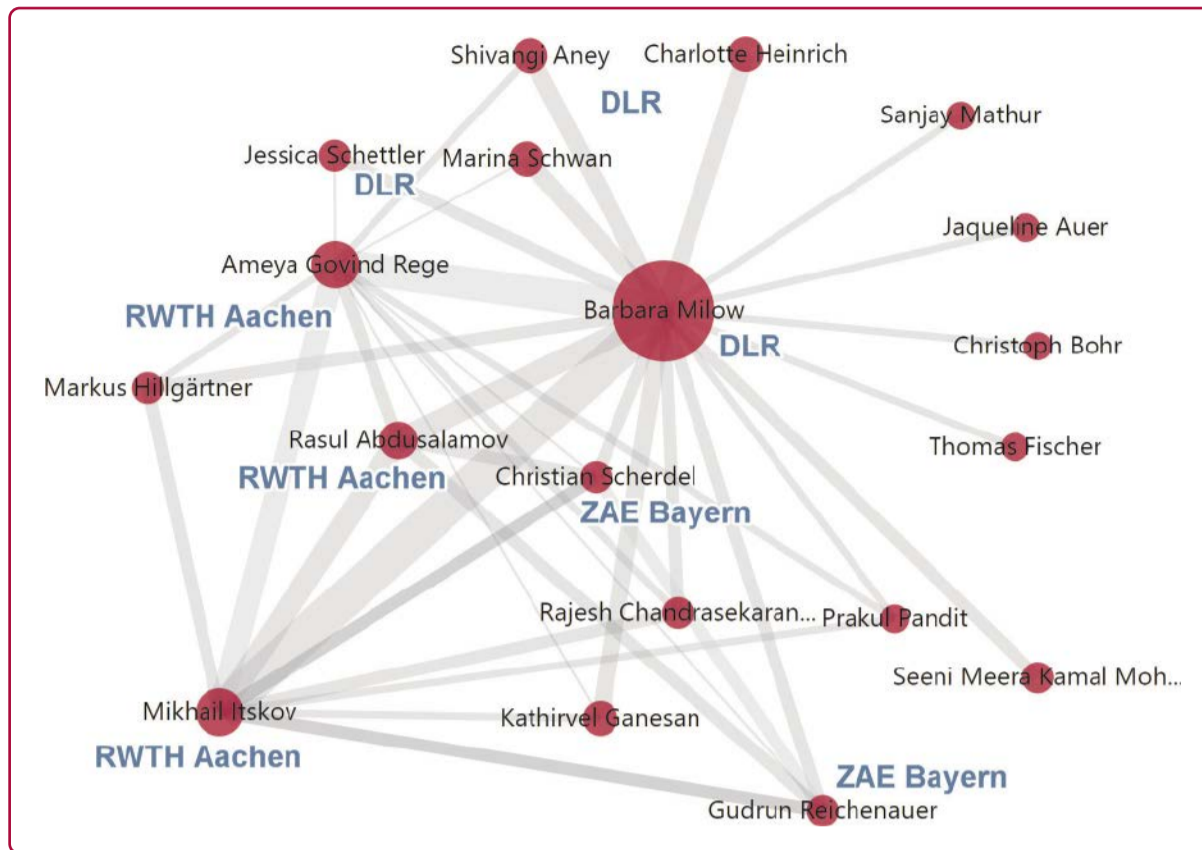 Shivangi Aney
Charlotte Heinrich
DLR
Sanjay Mathur
Jessica Schettler
Marina Schwan
DLR
Jaqueline Auer
Ameya Govind Rege
RWTH Aachen
Barbara Milow
DLR
Christoph Bohr
Markus Hillgärtner
Rasul Abdusalamov
RWTH Aachen
Thomas Fischer
Christian Scherdel
ZAE Bayern
Rajesh Chandrasekaran...
Prakul Pandit
Seeni Meera Kamal Moh...
Mikhail Itskov
RWTH Aachen
Kathirvel Ganesan
ZAE Bayern
Gudrun Reichenauer